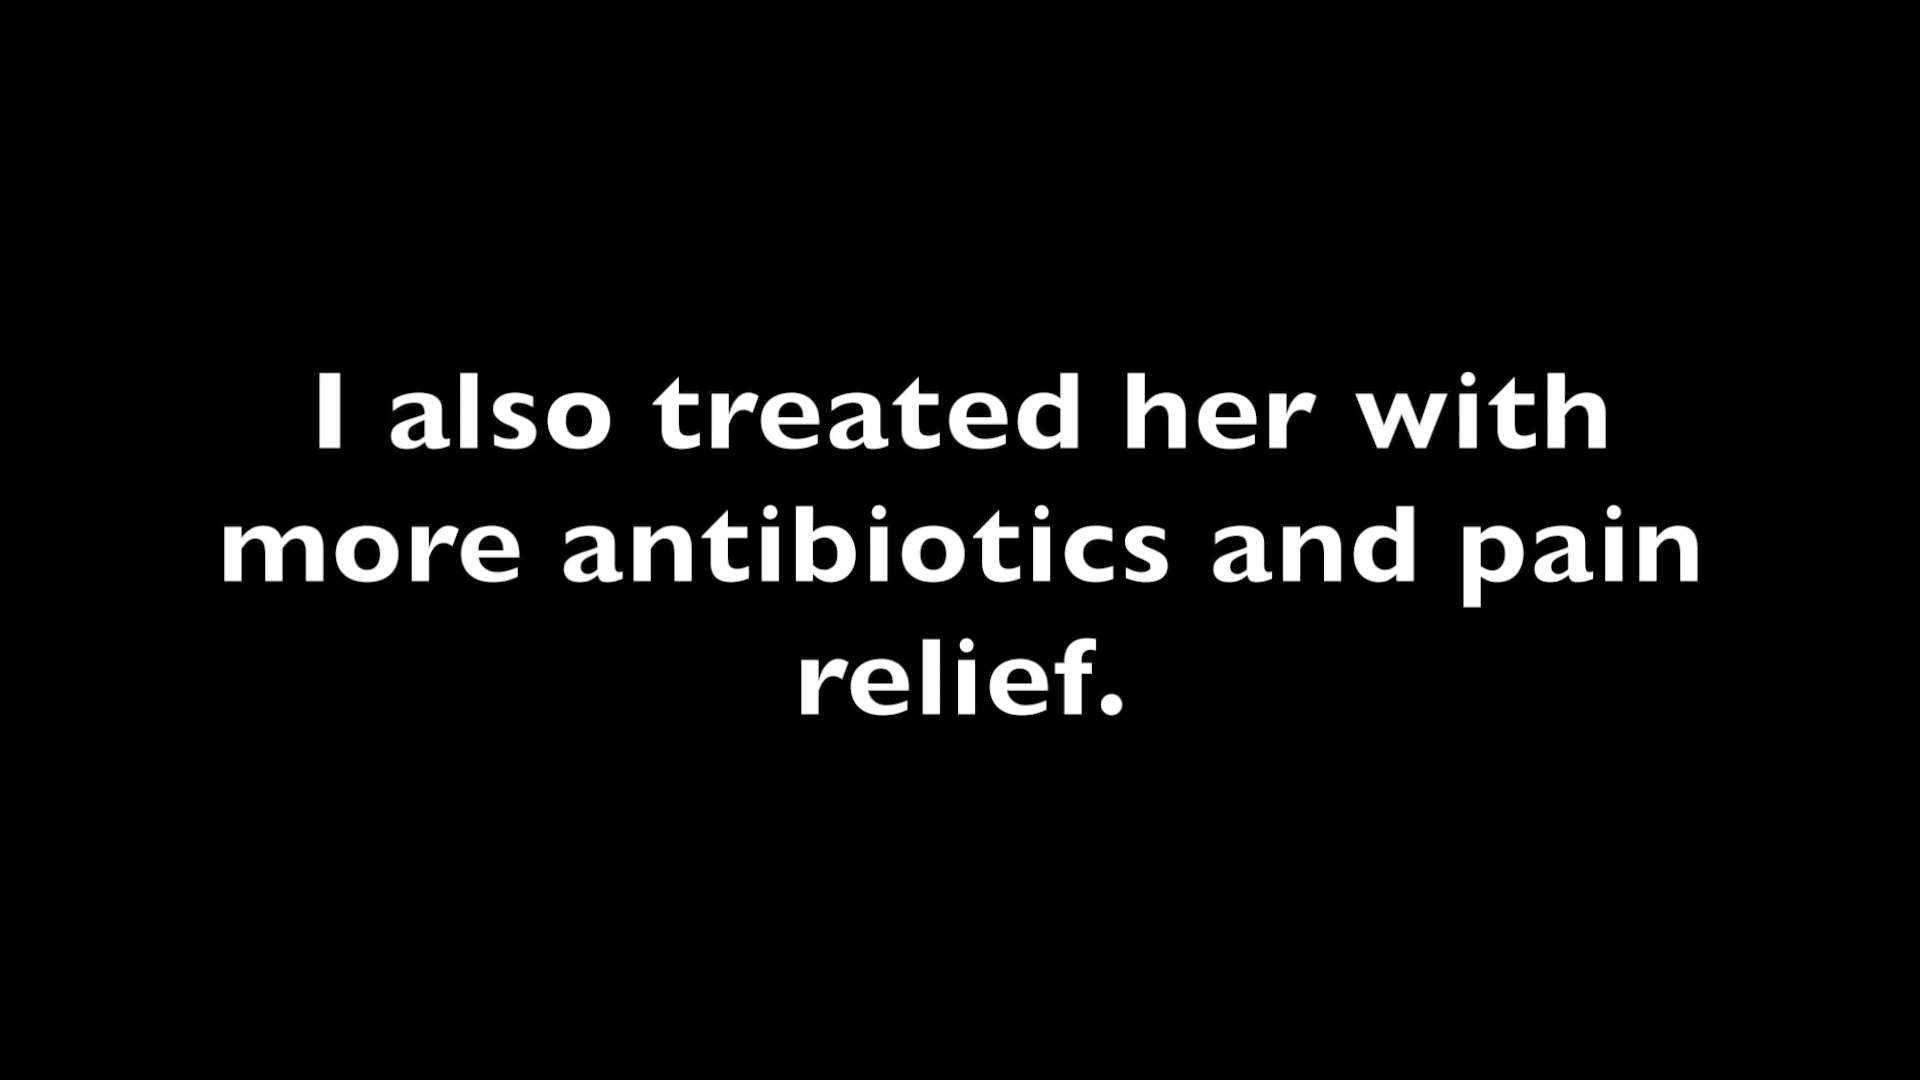 I also treated her with
more antibiotics and pain
relief.